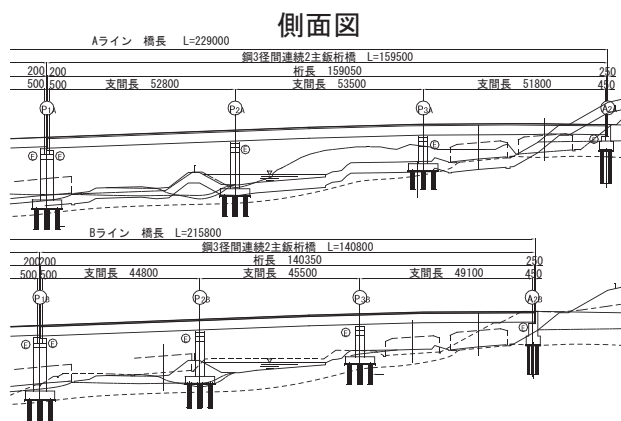 側面図
Aライン 橋長 L=229000
鋼3径間連続2主鈑桁橋 L=159500
200 200 桁長 159050 250
500 500 支間長 52800 支間長 53500 支間長 51800 450
P1A P2A P3A A2A
E E E E E
Bライン 橋長 L=215800
鋼3径間連続2主鈑桁橋 L=140800
200 200 桁長 140350 250
500 500 支間長 44800 支間長 45500 支間長 49100 450
P1B P2B P3B A2B
E E E E E